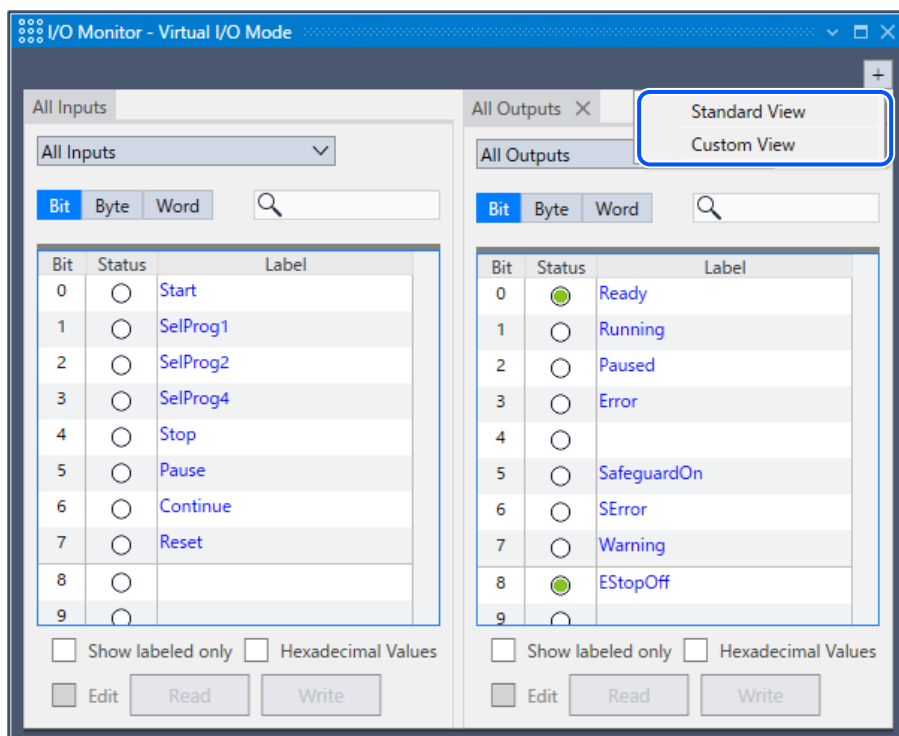 I/O Monitor - Virtual I/O Mode
+
All Inputs
All Inputs
Bit Byte Word
Bit Status Label
0 Start
1 SelProg1
2 SelProg2
3 SelProg4
4 Stop
5 Pause
6 Continue
7 Reset
8
9
Show labeled only Hexadecimal Values
Edit Read Write
All Outputs
Standard View
Custom View
All Outputs
Bit Byte Word
Bit Status Label
0 Ready
1 Running
2 Paused
3 Error
4
5 SafeguardOn
6 SError
7 Warning
8 EStopOff
9
Show labeled only Hexadecimal Values
Edit Read Write